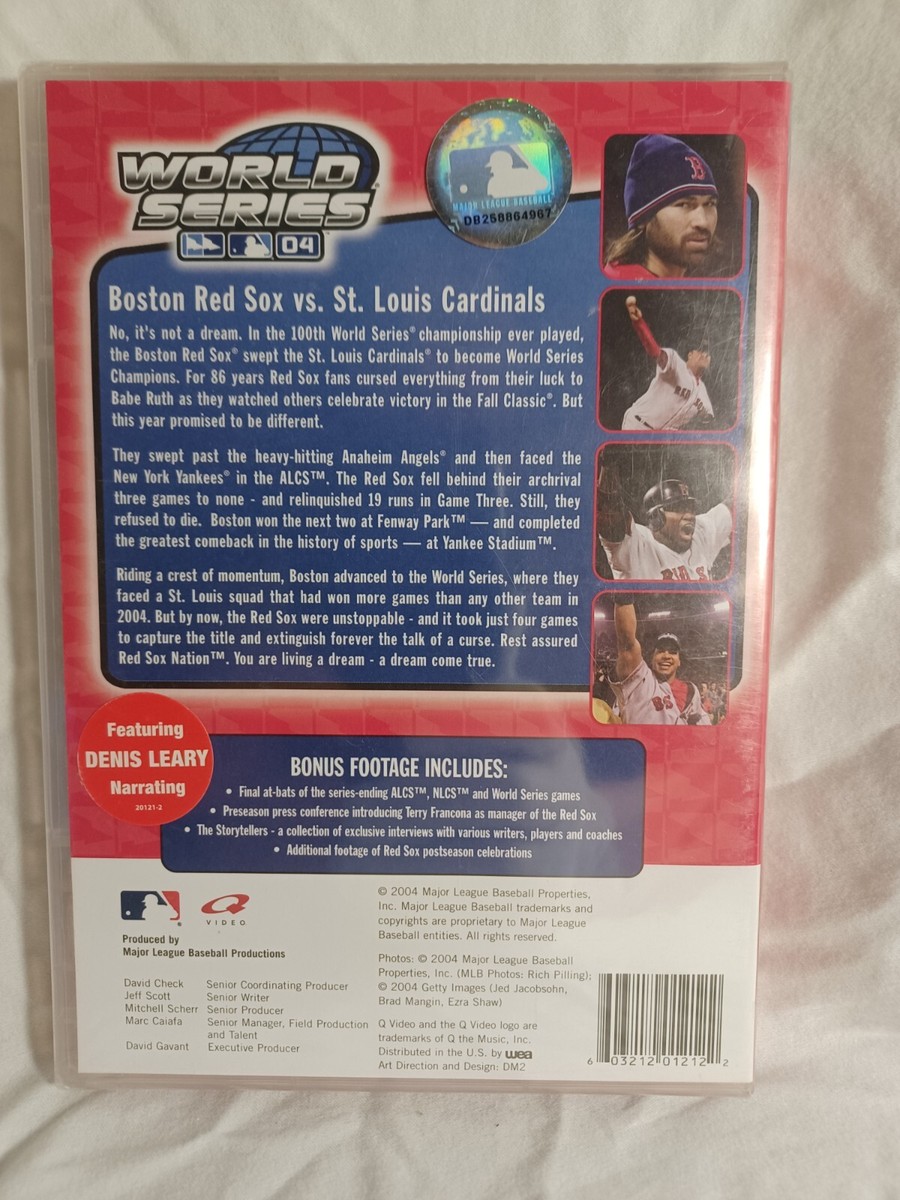 WORLD
SERIES
04
MAJOR LEAGUE BASEBALL
DB258864967
B
Boston Red Sox vs. St. Louis Cardinals
No, it's not a dream. In the 100th World Series® championship ever played,
the Boston Red Sox® swept the St. Louis Cardinals® to become World Series
Champions. For 86 years Red Sox fans cursed everything from their luck to
Babe Ruth as they watched others celebrate victory in the Fall Classic®. But
this year promised to be different.
They swept past the heavy-hitting Anaheim Angels® and then faced the
New York Yankees® in the ALCS™. The Red Sox fell behind their archrival
three games to none - and relinquished 19 runs in Game Three. Still, they
refused to die. Boston won the next two at Fenway Park™ — and completed
the greatest comeback in the history of sports — at Yankee Stadium™.
Riding a crest of momentum, Boston advanced to the World Series, where they
faced a St. Louis squad that had won more games than any other team in
2004. But by now, the Red Sox were unstoppable - and it took just four games
to capture the title and extinguish forever the talk of a curse. Rest assured
Red Sox Nation™. You are living a dream - a dream come true.
Featuring
DENIS LEARY
Narrating
20121-2
BONUS FOOTAGE INCLUDES:
• Final at-bats of the series-ending ALCS™, NLCS™ and World Series games
• Preseason press conference introducing Terry Francona as manager of the Red Sox
• The Storytellers - a collection of exclusive interviews with various writers, players and coaches
• Additional footage of Red Sox postseason celebrations
Q
VIDEO
Produced by
Major League Baseball Productions
David Check Senior Coordinating Producer
Jeff Scott Senior Writer
Mitchell Scherr Senior Producer
Marc Caiafa Senior Manager, Field Production
and Talent
David Gavant Executive Producer
© 2004 Major League Baseball Properties,
Inc. Major League Baseball trademarks and
copyrights are proprietary to Major League
Baseball entities. All rights reserved.
Photos: © 2004 Major League Baseball
Properties, Inc. (MLB Photos: Rich Pilling);
© 2004 Getty Images (Jed Jacobsohn,
Brad Mangin, Ezra Shaw)
Q Video and the Q Video logo are
trademarks of Q the Music, Inc.
Distributed in the U.S. by wea
Art Direction and Design: DM2
6 03212 01212 2